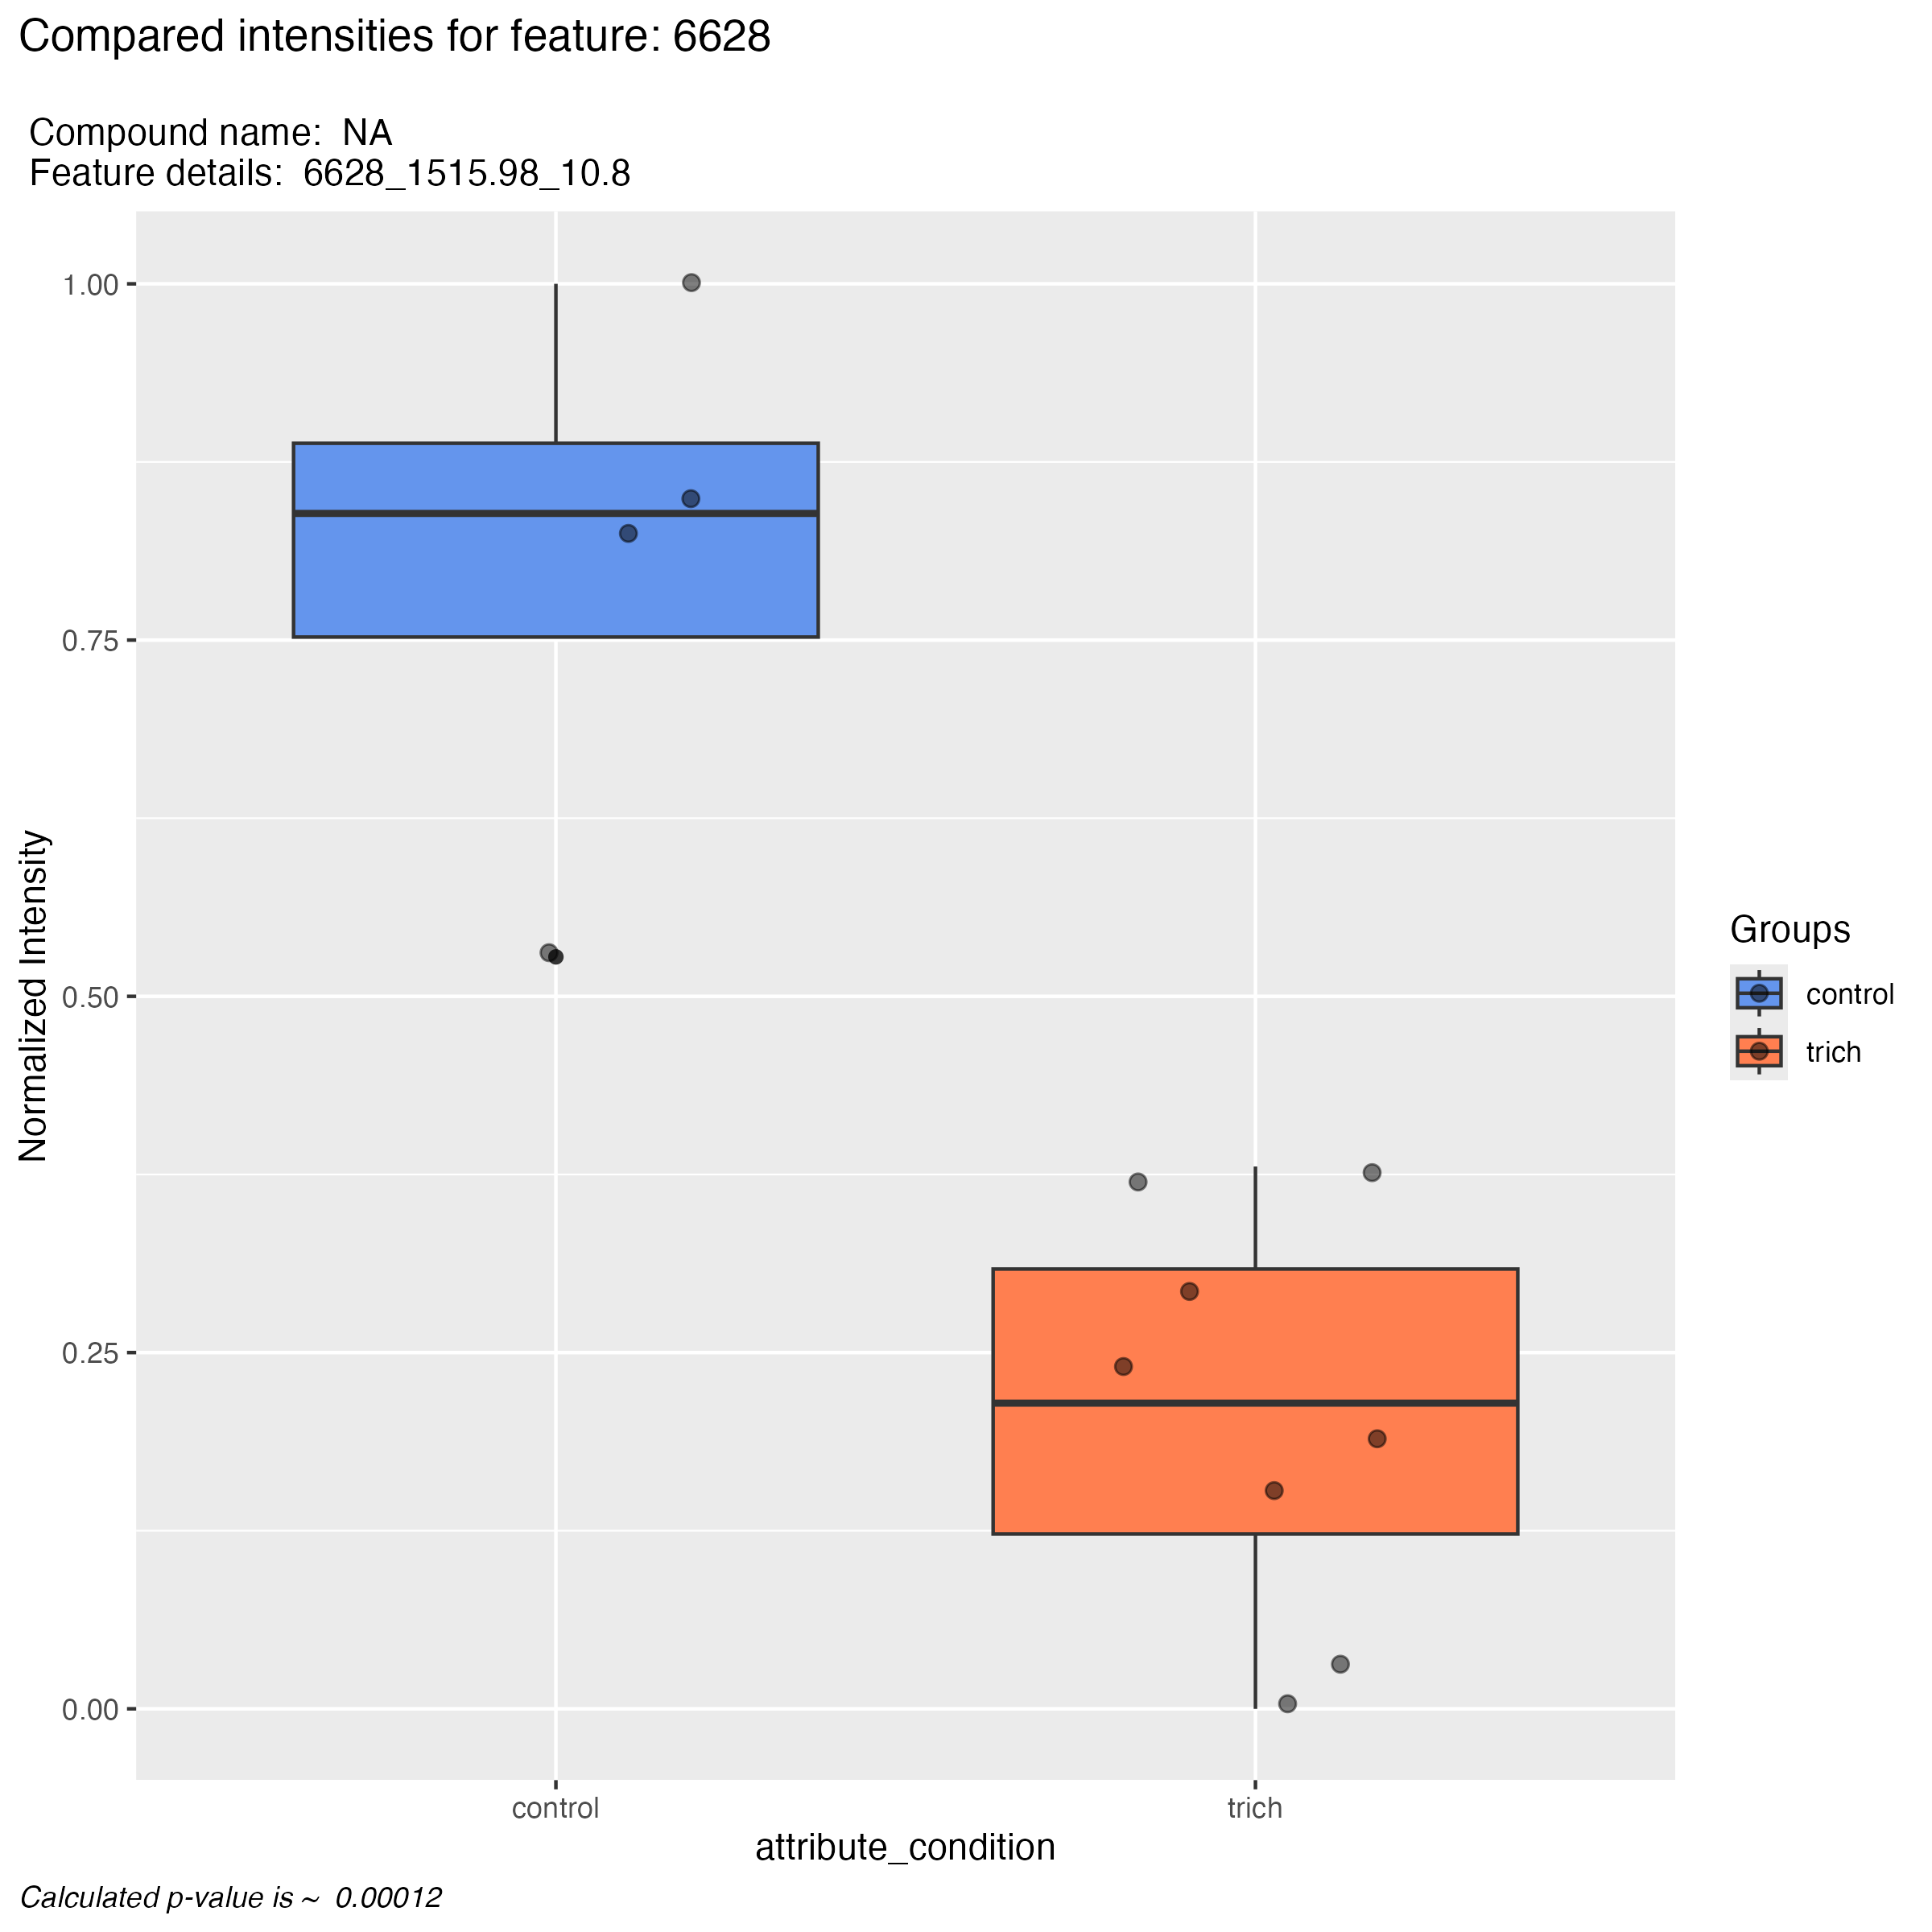 Compared intensities for feature: 6628
Compound name:  NA
Feature details:  6628_1515.98_10.8
1.00
0.75
0.50
0.25
0.00
Normalized Intensity
control
trich
attribute_condition
Groups
control
trich
Calculated p-value is ~  0.00012